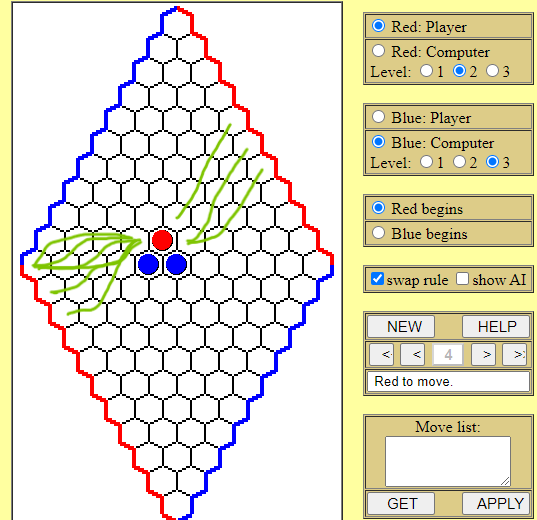 Red: Player
Red: Computer
Level: 1 2 3
Blue: Player
Blue: Computer
Level: 1 2 3
Red begins
Blue begins
swap rule show AI
NEW HELP
< < 4 > >
Red to move.
Move list:
GET APPLY